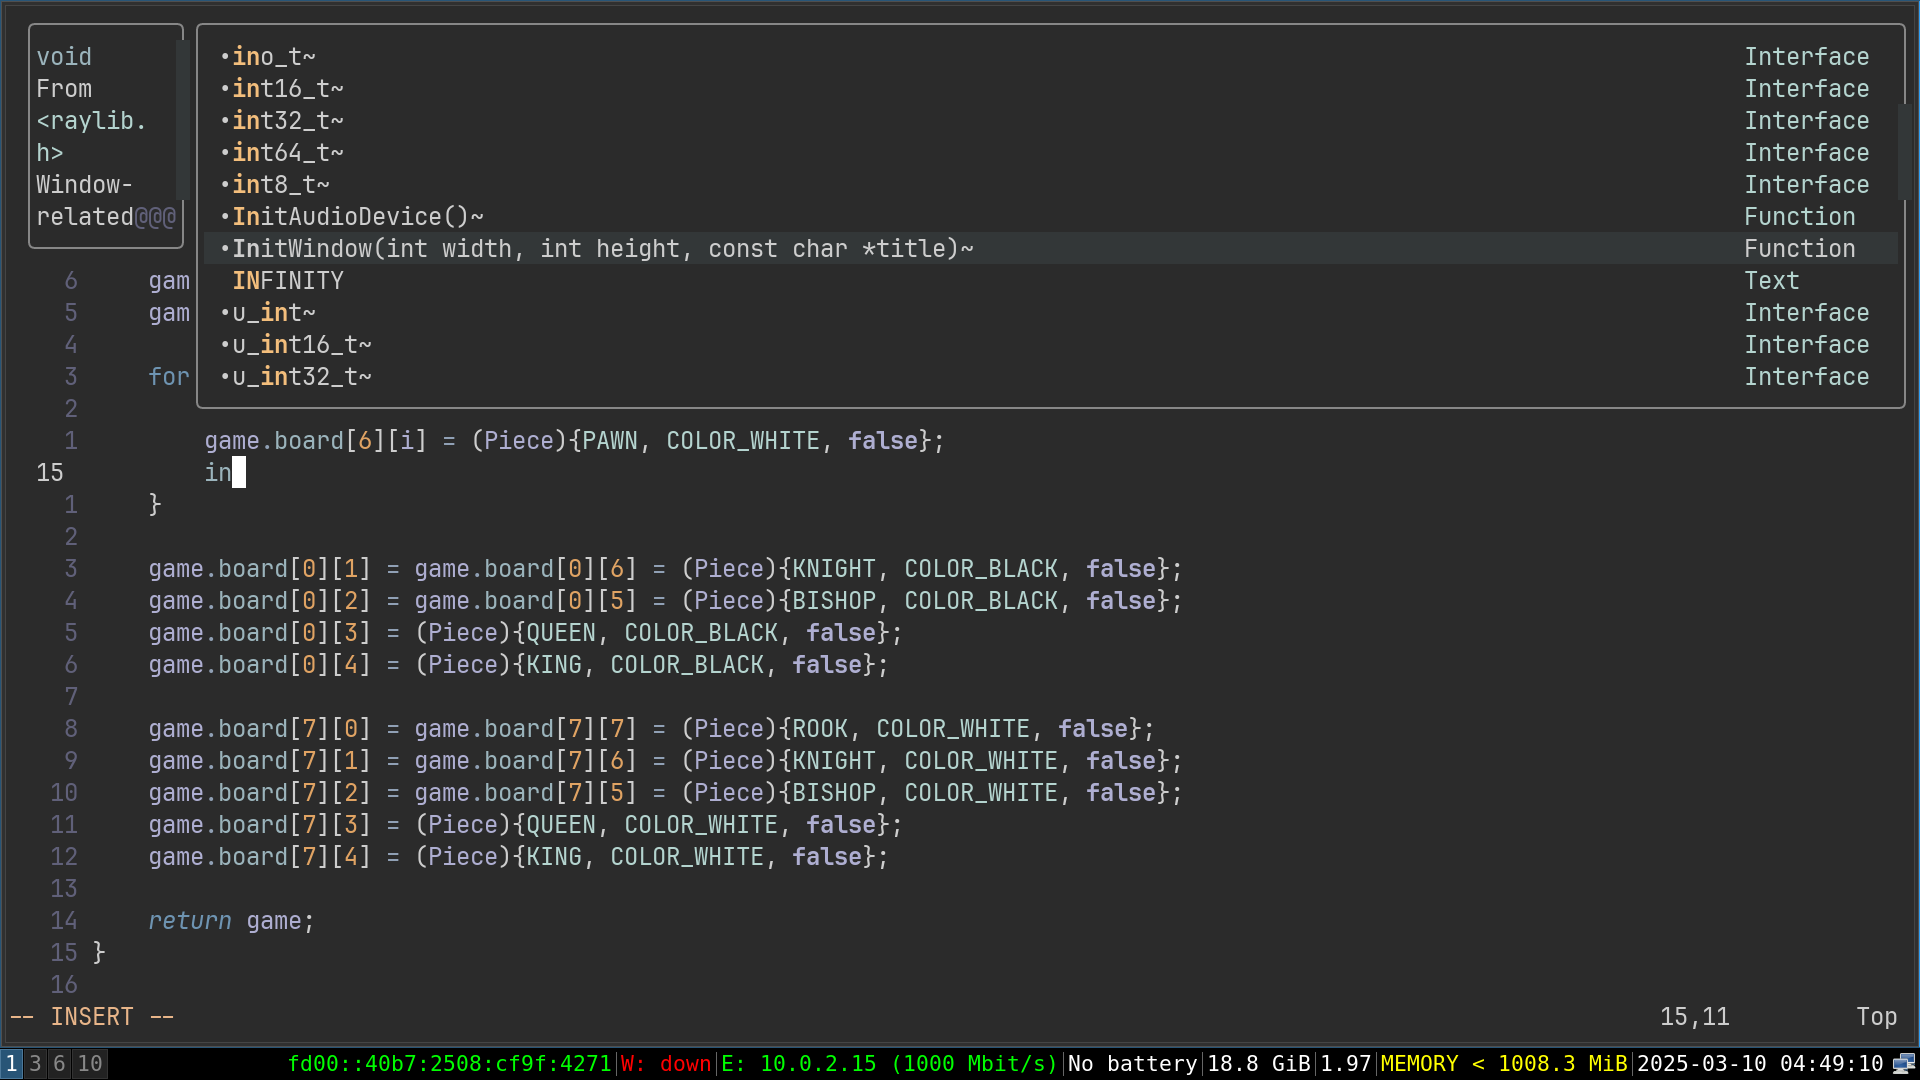 void
From
<raylib.
h>
Window-
related@@@
•ino_t~ Interface
•int16_t~ Interface
•int32_t~ Interface
•int64_t~ Interface
•int8_t~ Interface
•InitAudioDevice()~ Function
•InitWindow(int width, int height, const char *title)~ Function
INFINITY Text
•u_int~ Interface
•u_int16_t~ Interface
•u_int32_t~ Interface
6 gam
5 gam
4
3 for
2
1 game.board[6][i] = (Piece){PAWN, COLOR_WHITE, false};
15 in
1 }
2
3 game.board[0][1] = game.board[0][6] = (Piece){KNIGHT, COLOR_BLACK, false};
4 game.board[0][2] = game.board[0][5] = (Piece){BISHOP, COLOR_BLACK, false};
5 game.board[0][3] = (Piece){QUEEN, COLOR_BLACK, false};
6 game.board[0][4] = (Piece){KING, COLOR_BLACK, false};
7
8 game.board[7][0] = game.board[7][7] = (Piece){ROOK, COLOR_WHITE, false};
9 game.board[7][1] = game.board[7][6] = (Piece){KNIGHT, COLOR_WHITE, false};
10 game.board[7][2] = game.board[7][5] = (Piece){BISHOP, COLOR_WHITE, false};
11 game.board[7][3] = (Piece){QUEEN, COLOR_WHITE, false};
12 game.board[7][4] = (Piece){KING, COLOR_WHITE, false};
13
14 return game;
15 }
16
-- INSERT -- 15,11 Top
1 3 6 10 fd00::40b7:2508:cf9f:4271|W: down|E: 10.0.2.15 (1000 Mbit/s)|No battery|18.8 GiB|1.97|MEMORY < 1008.3 MiB|2025-03-10 04:49:10